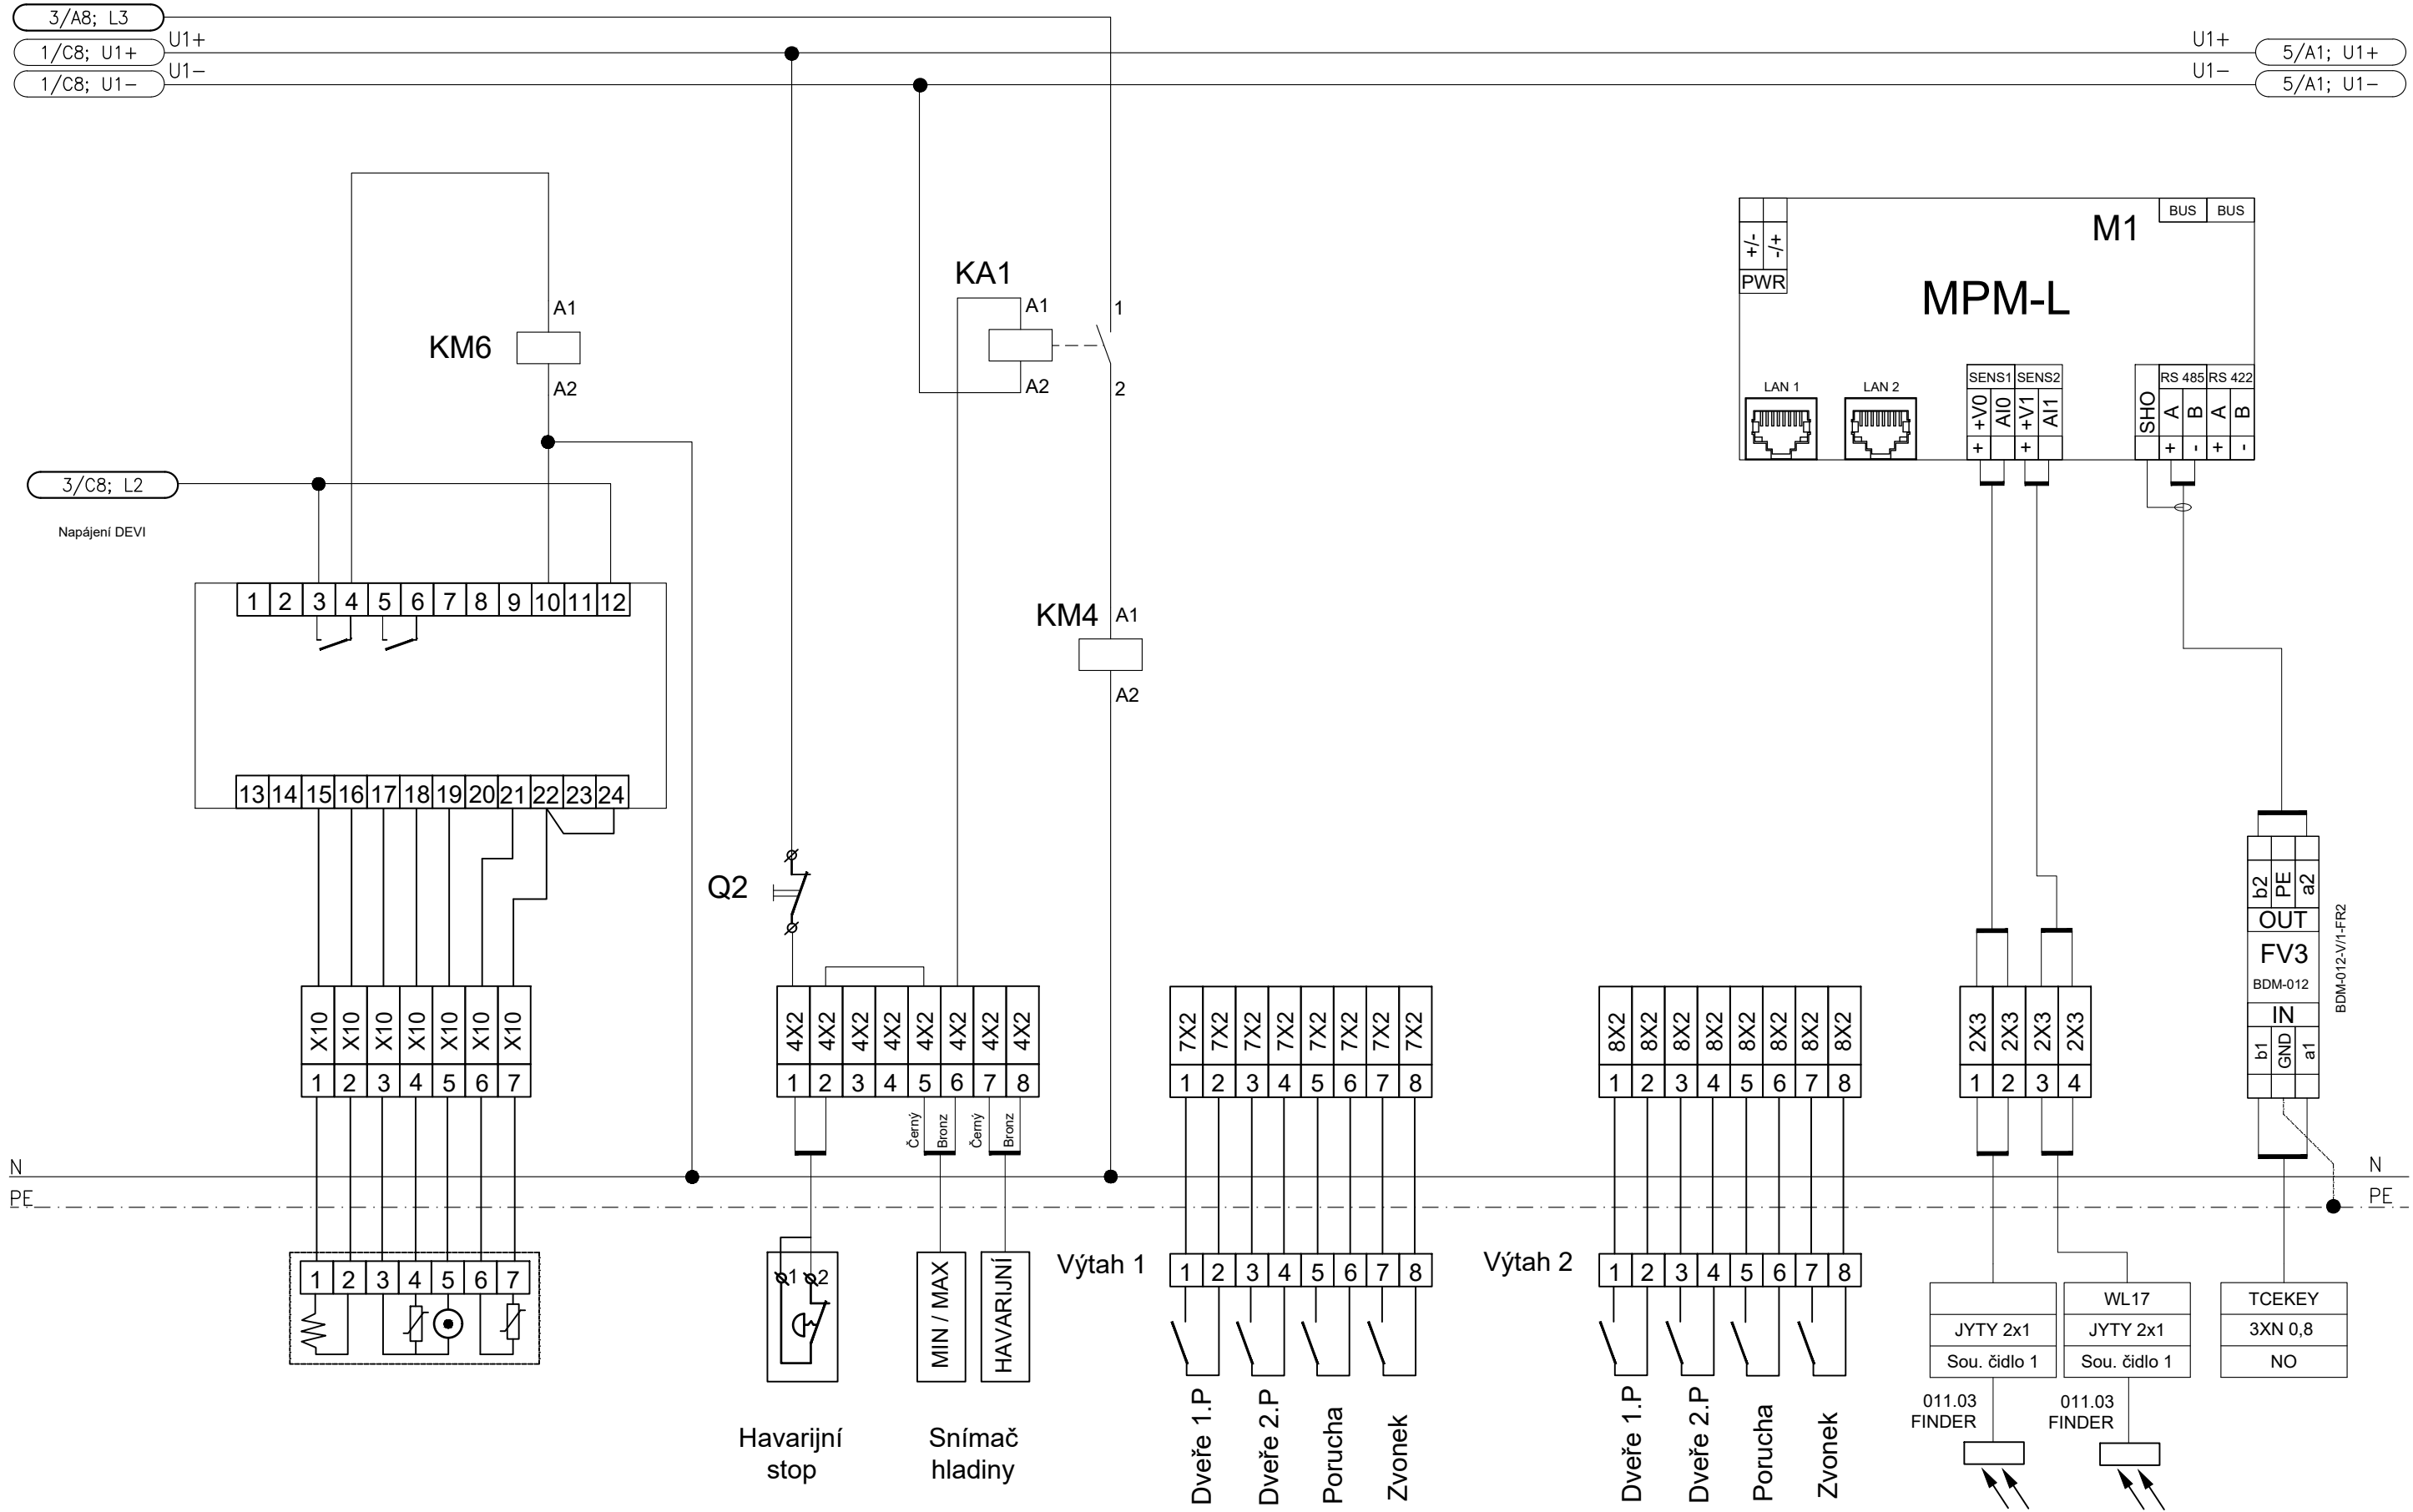 3/A8; L3
1/C8; U1+
U1+
U1+
5/A1; U1+
1/C8; U1-
U1-
U1-
5/A1; U1-
M1
BUS BUS
+/- -/+
PWR
MPM-L
KA1
A1
1
A2
2
KM6
A1
A2
LAN 1
LAN 2
SENS1 SENS2
+V0 AI0 +V1 AI1
+ +
SHO
RS 485 RS 422
A B A B
+ - + -
3/C8; L2
Napájení DEVI
1 2 3 4 5 6 7 8 9 10 11 12
KM4
A1
A2
13 14 15 16 17 18 19 20 21 22 23 24
Q2
b2 PE a2
OUT
FV3
BDM-012
IN
b1 GND a1
BDM-012-V/1-FR2
X10 X10 X10 X10 X10 X10 X10
1 2 3 4 5 6 7
4X2 4X2 4X2 4X2 4X2 4X2 4X2 4X2
1 2 3 4 5 6 7 8
Černý Bronz Černý Bronz
7X2 7X2 7X2 7X2 7X2 7X2 7X2 7X2
1 2 3 4 5 6 7 8
8X2 8X2 8X2 8X2 8X2 8X2 8X2 8X2
1 2 3 4 5 6 7 8
2X3 2X3 2X3 2X3
1 2 3 4
N
N
PE
PE
1 2 3 4 5 6 7
1 2
Havarijní
stop
MIN / MAX
HAVARIJNÍ
Snímač
hladiny
Výtah 1
1 2 3 4 5 6 7 8
Dveře 1.P
Dveře 2.P
Porucha
Zvonek
Výtah 2
1 2 3 4 5 6 7 8
Dveře 1.P
Dveře 2.P
Porucha
Zvonek
JYTY 2x1
Sou. čidlo 1
011.03
FINDER
WL17
JYTY 2x1
Sou. čidlo 1
011.03
FINDER
TCEKEY
3XN 0,8
NO